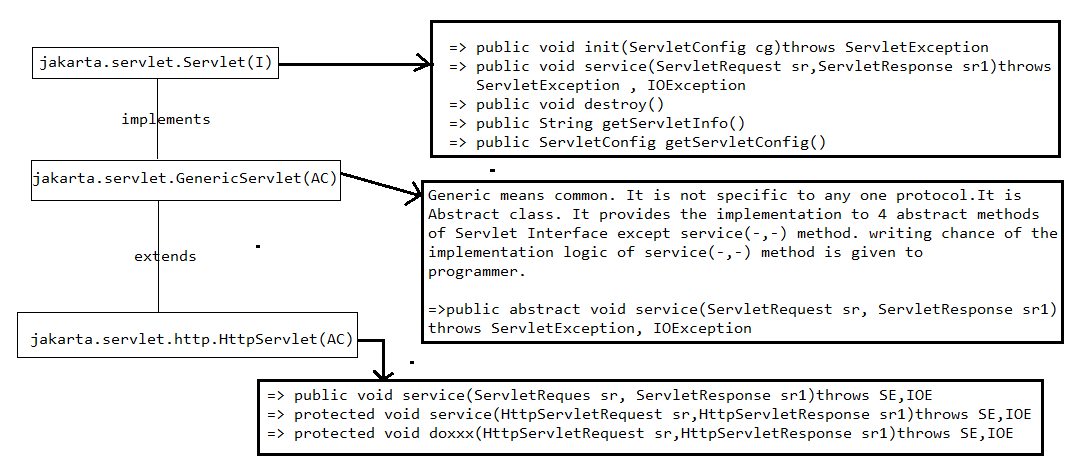 jakarta.servlet.Servlet(I)
=> public void init(ServletConfig cg)throws ServletException
=> public void service(ServletRequest sr,ServletResponse sr1)throws
ServletException , IOException
=> public void destroy()
=> public String getServletInfo()
=> public ServletConfig getServletConfig()
implements
jakarta.servlet.GenericServlet(AC)
Generic means common. It is not specific to any one protocol.It is
Abstract class. It provides the implementation to 4 abstract methods
of Servlet Interface except service(-,-) method. writing chance of the
implementation logic of service(-,-) method is given to
programmer.
=>public abstract void service(ServletRequest sr, ServletResponse sr1)
throws ServletException, IOException
extends
jakarta.servlet.http.HttpServlet(AC)
=> public void service(ServletReques sr, ServletResponse sr1)throws SE,IOE
=> protected void service(HttpServletRequest sr,HttpServletResponse sr1)throws SE,IOE
=> protected void doxxx(HttpServletRequest sr,HttpServletResponse sr1)throws SE,IOE